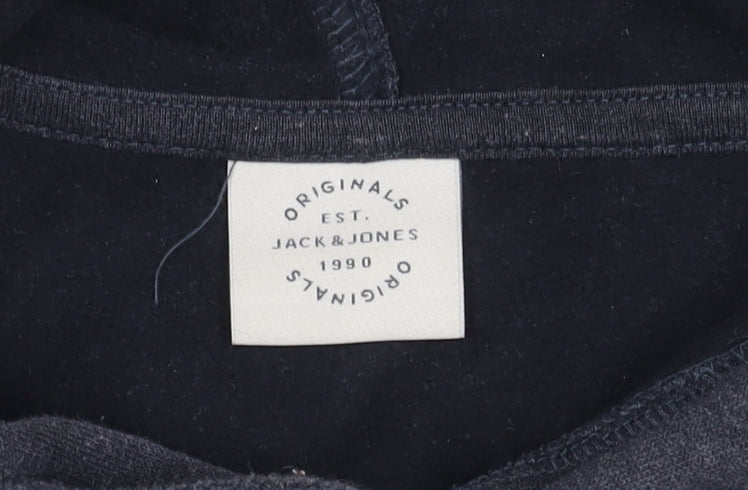 ORIGINALS
EST.
JACK & JONES
1990
ORIGINALS